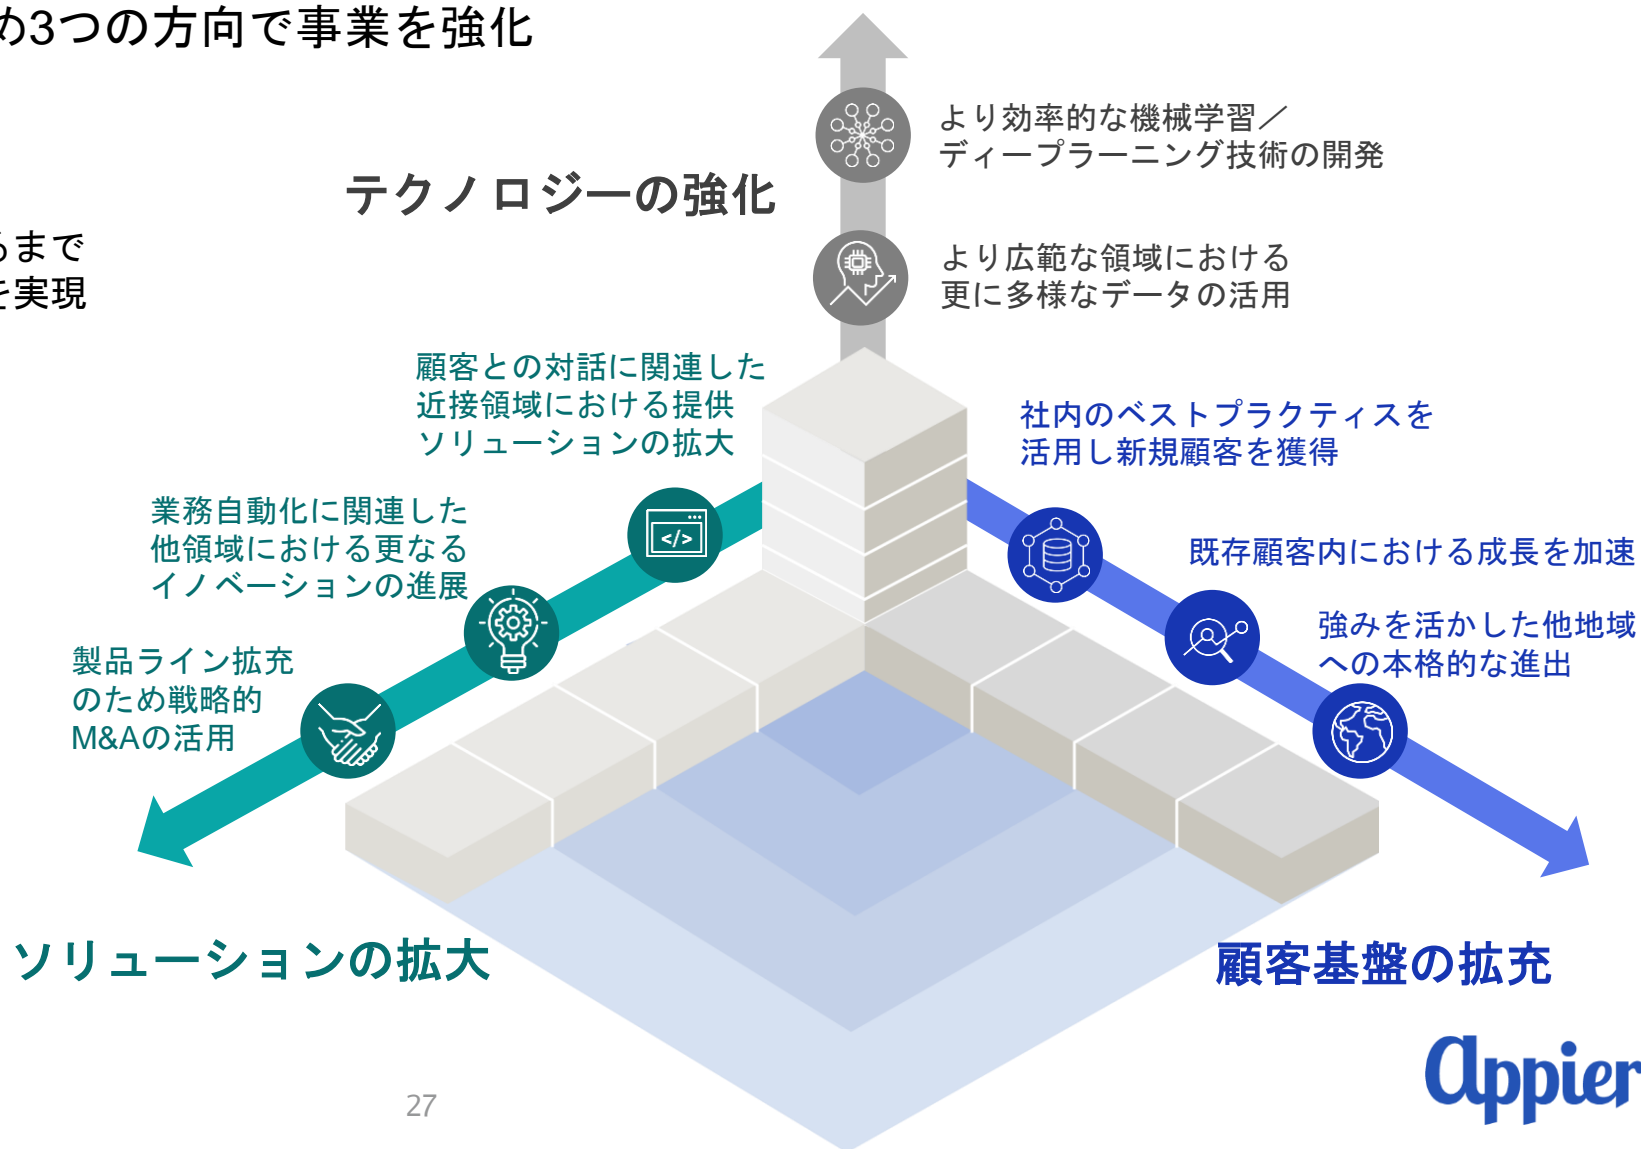 め3つの方向で事業を強化
より効率的な機械学習／
ディープラーニング技術の開発
テクノロジーの強化
るまで
を実現
より広範な領域における
更に多様なデータの活用
顧客との対話に関連した
近接領域における提供
ソリューションの拡大
社内のベストプラクティスを
活用し新規顧客を獲得
業務自動化に関連した
他領域における更なる
イノベーションの進展
</>
既存顧客内における成長を加速
強みを活かした他地域
への本格的な進出
製品ライン拡充
のため戦略的
M&Aの活用
ソリューションの拡大
顧客基盤の拡充
27
Appier